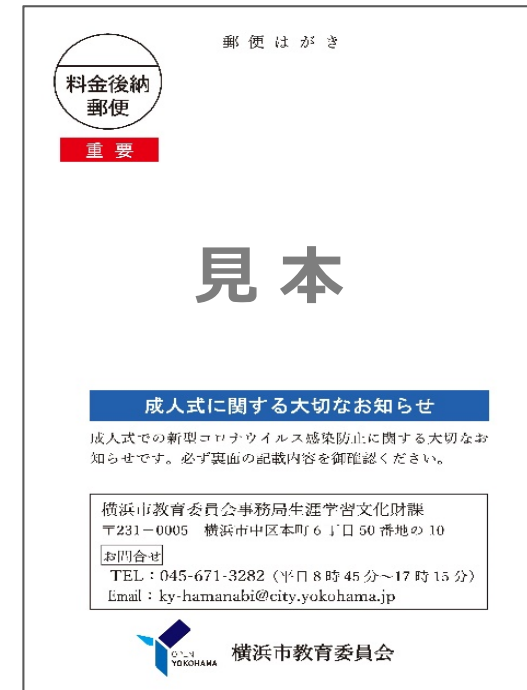 郵便はがき
料金後納
郵便
重要
見本
成人式に関する大切なお知らせ
成人式での新型コロナウイルス感染防止に関する大切なお
知らせです。必ず裏面の記載内容を御確認ください。
横浜市教育委員会事務局生涯学習文化財課
〒231-0005 横浜市中区本町6丁目50番地の10
お問合せ
TEL：045-671-3282（平日8時45分～17時15分）
Email：ky-hamanabi@city.yokohama.jp
OPEN
YOKOHAMA
横浜市教育委員会